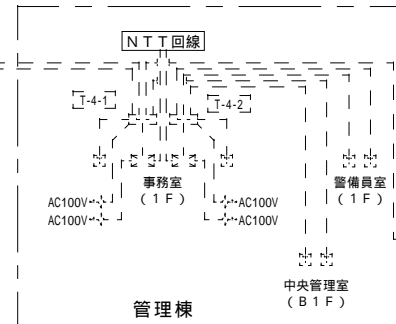 NTT回線
T-4-1
T-4-2
事務室
(1F)
警備員室
(1F)
AC100V
AC100V
AC100V
AC100V
中央管理室
(B1F)
管理棟